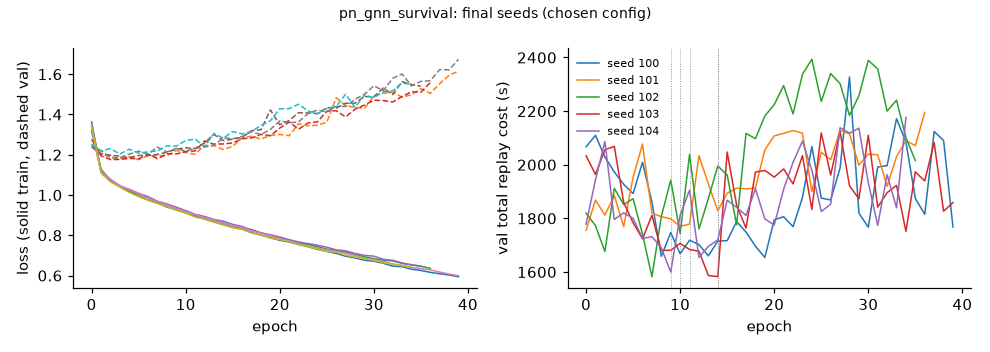 pn_gnn_survival: final seeds (chosen config)
loss (solid train, dashed val)
1.6
1.4
1.2
1.0
0.8
0.6
0
10
20
30
40
epoch
val total replay cost (s)
2400
2200
2000
1800
1600
seed 100
seed 101
seed 102
seed 103
seed 104
0
10
20
30
40
epoch